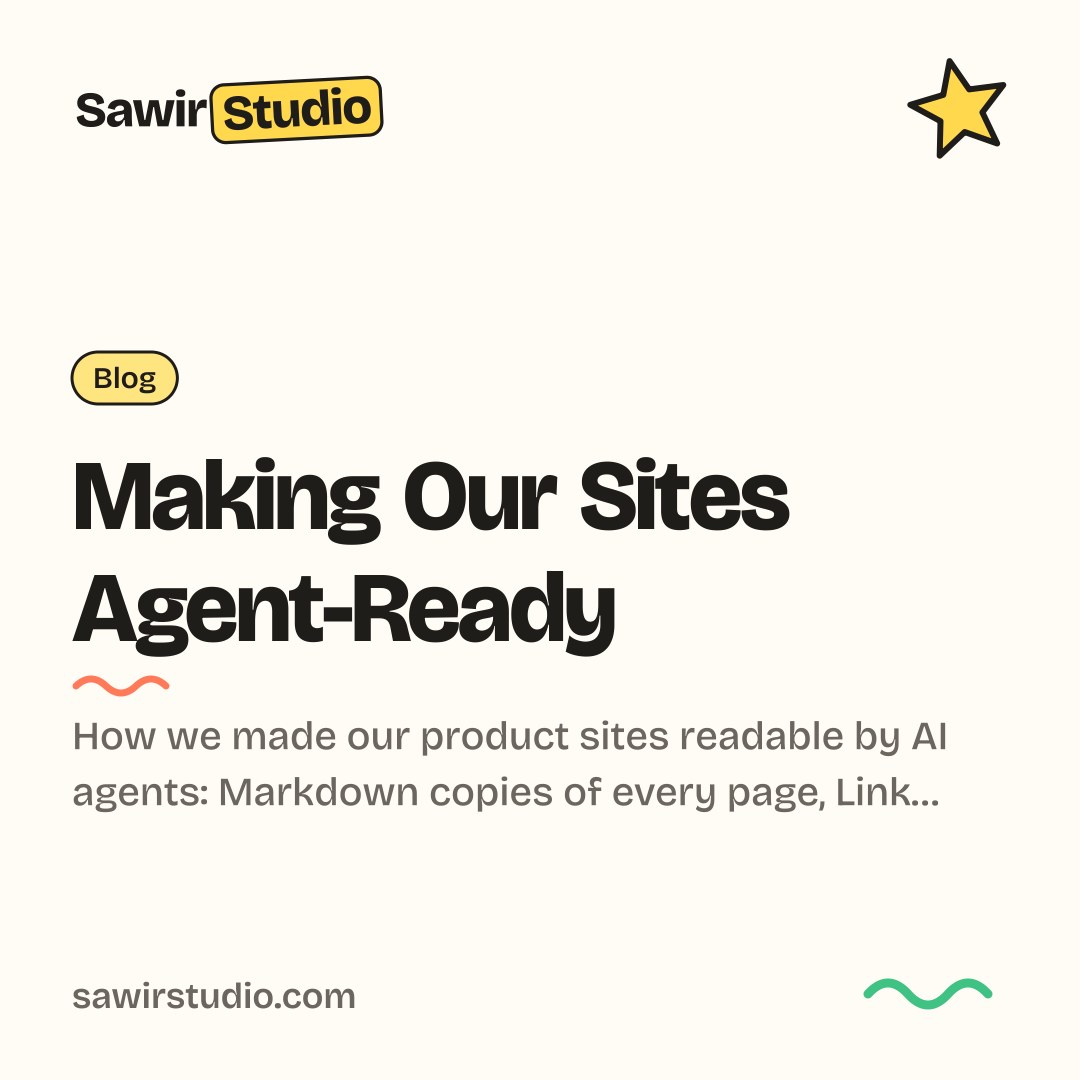 Sawir Studio
Blog
Making Our Sites
Agent-Ready
How we made our product sites readable by AI
agents: Markdown copies of every page, Link...
sawirstudio.com